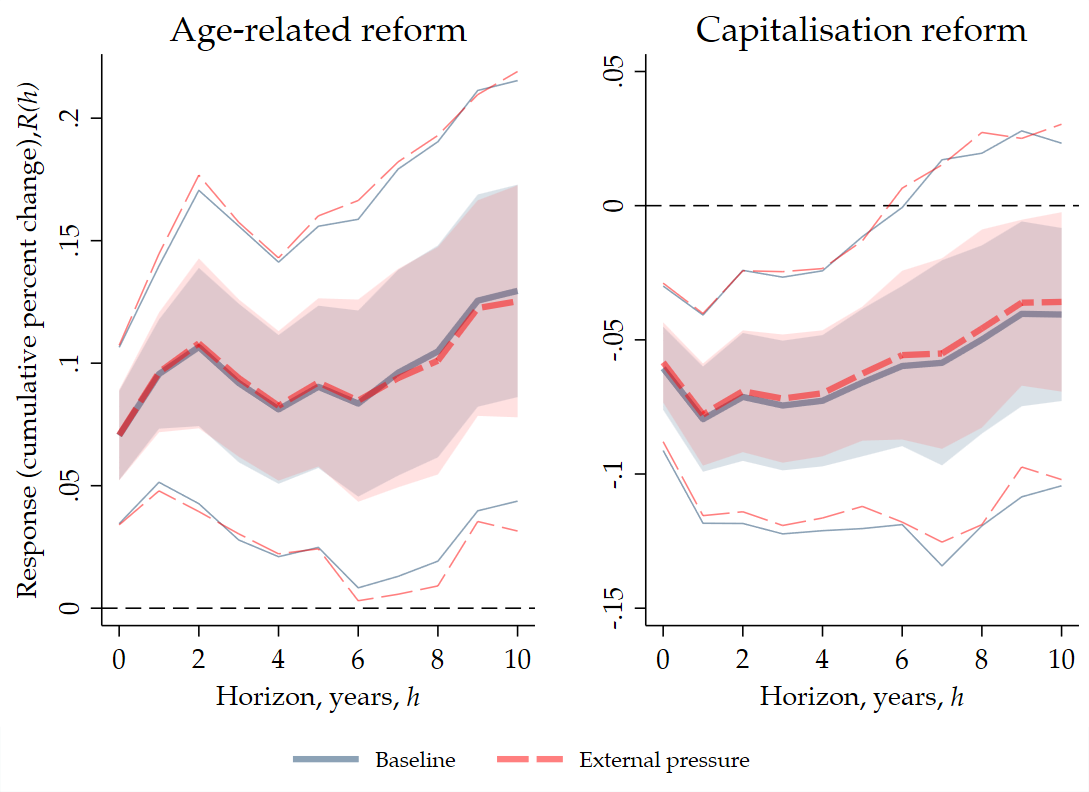 Age-related reform
Capitalisation reform
Response (cumulative percent change),R(h)
.2
.15
.1
.05
0
.05
0
-.05
-.1
-.15
0 2 4 6 8 10
0 2 4 6 8 10
Horizon, years, h
Horizon, years, h
Baseline
External pressure